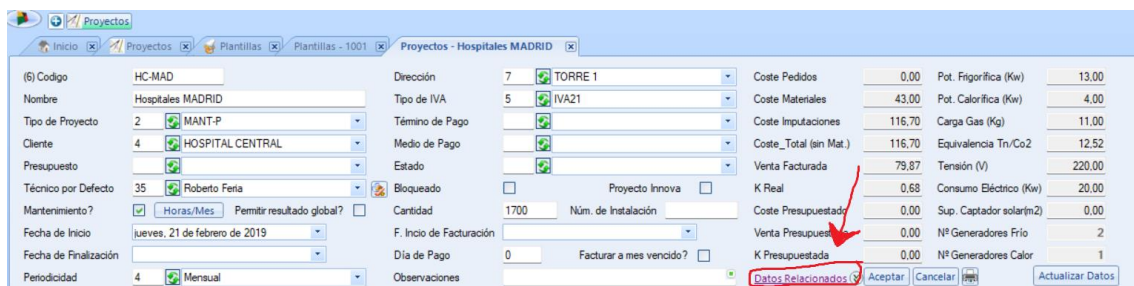 Proyectos
Inicio Proyectos Plantillas Plantillas - 1001 Proyectos - Hospitales MADRID
(6) Codigo HC-MAD Dirección 7 TORRE 1 Coste Pedidos 0,00 Pot. Frigorífica (Kw) 13,00
Nombre Hospitales MADRID Tipo de IVA 5 IVA21 Coste Materiales 43,00 Pot. Calorífica (Kw) 4,00
Tipo de Proyecto 2 MANT-P Término de Pago Coste Imputaciones 116,70 Carga Gas (Kg) 11,00
Cliente 4 HOSPITAL CENTRAL Medio de Pago Coste_Total (sin Mat.) 116,70 Equivalencia Tn/Co2 12,52
Presupuesto Estado Venta Facturada 79,87 Tensión (V) 220,00
Técnico por Defecto 35 Roberto Feria Bloqueado Proyecto Innova K Real 0,68 Consumo Eléctrico (Kw) 20,00
Mantenimiento? Horas/Mes Permitir resultado global? Cantidad 1700 Núm. de Instalación Coste Presupuestado 0,00 Sup. Captador solar(m2) 0,00
Fecha de Inicio jueves, 21 de febrero de 2019 F. Incio de Facturación Venta Presupuestada 0,00 Nº Generadores Frío 2
Fecha de Finalización Día de Pago 0 Facturar a mes vencido? K Presupuestada 0,00 Nº Generadores Calor 1
Periodicidad 4 Mensual Observaciones Datos Relacionados Aceptar Cancelar Actualizar Datos